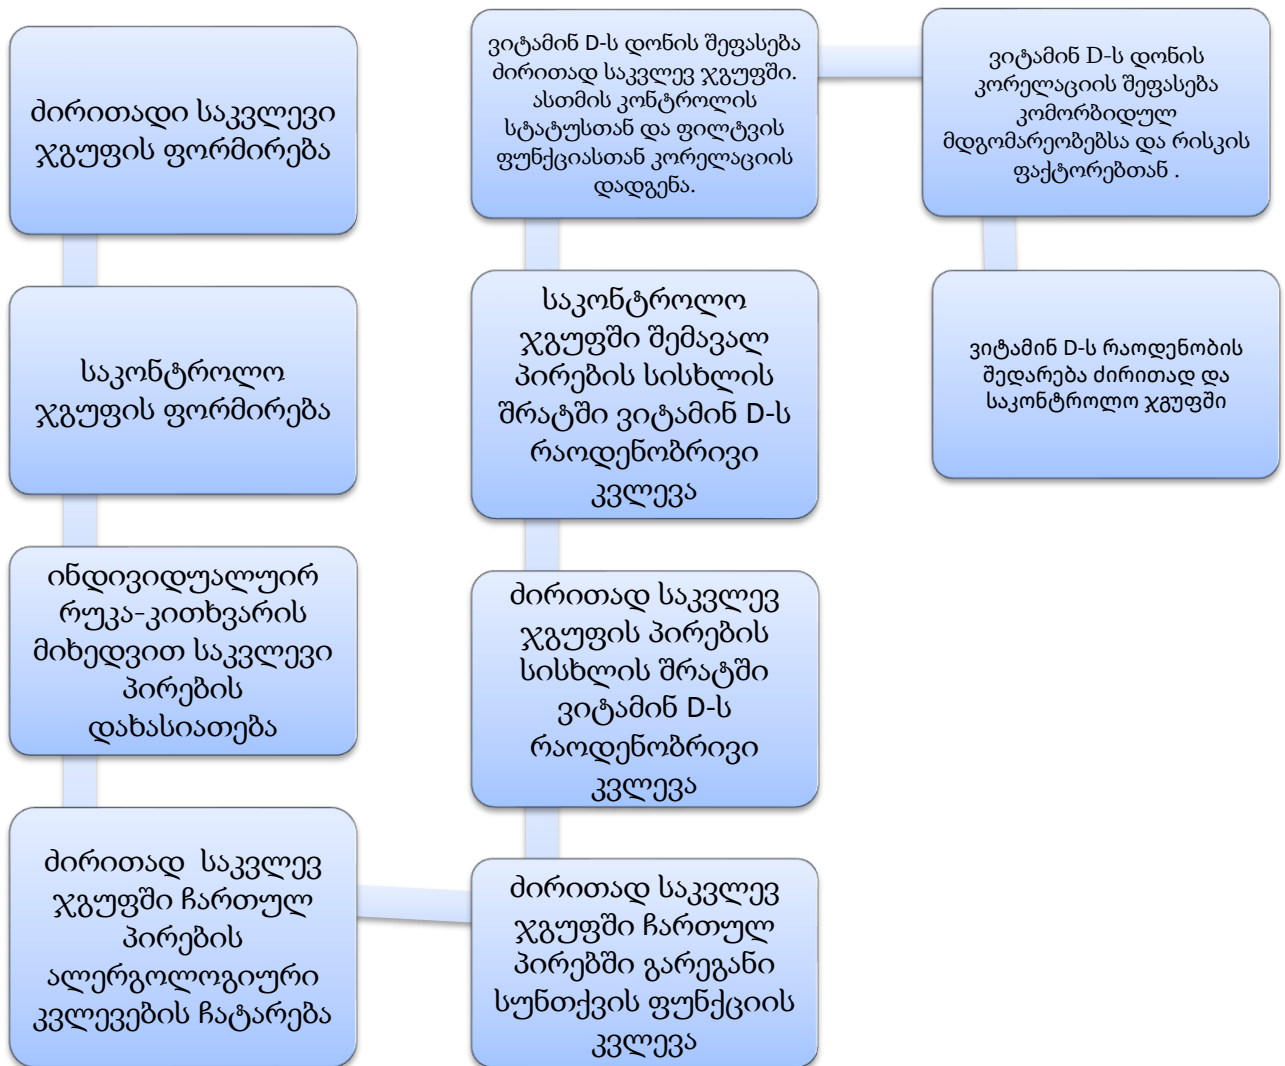 ძირითადი საკვლევი
ჯგუფის ფორმირება
საკონტროლო
ჯგუფის ფორმირება
ინდივიდუალუირ
რუკა-კითხვარის
მიხედვით საკვლევი
პირების
დახასიათება
ძირითად საკვლევ
ჯგუფში ჩართულ
პირების
ალერგოლოგიური
კვლევების ჩატარება
ძირითად საკვლევ
ჯგუფში ჩართულ
პირებში გარეგანი
სუნთქვის ფუნქციის
კვლევა
ძირითად საკვლევ
ჯგუფის პირების
სისხლის შრატში
ვიტამინ D-ს
რაოდენობრივი
კვლევა
საკონტროლო
ჯგუფში შემავალ
პირების სისხლის
შრატში ვიტამინ D-ს
რაოდენობრივი
კვლევა
ვიტამინ D-ს დონის შეფასება
ძირითად საკვლევ ჯგუფში.
ასთმის კონტროლის
სტატუსთან და ფილტვის
ფუნქციასთან კორელაციის
დადგენა.
ვიტამინ D-ს დონის
კორელაციის შეფასება
კომორბიდულ
მდგომარეობებსა და რისკის
ფაქტორებთან .
ვიტამინ D-ს რაოდენობის
შედარება ძირითად და
საკონტროლო ჯგუფში